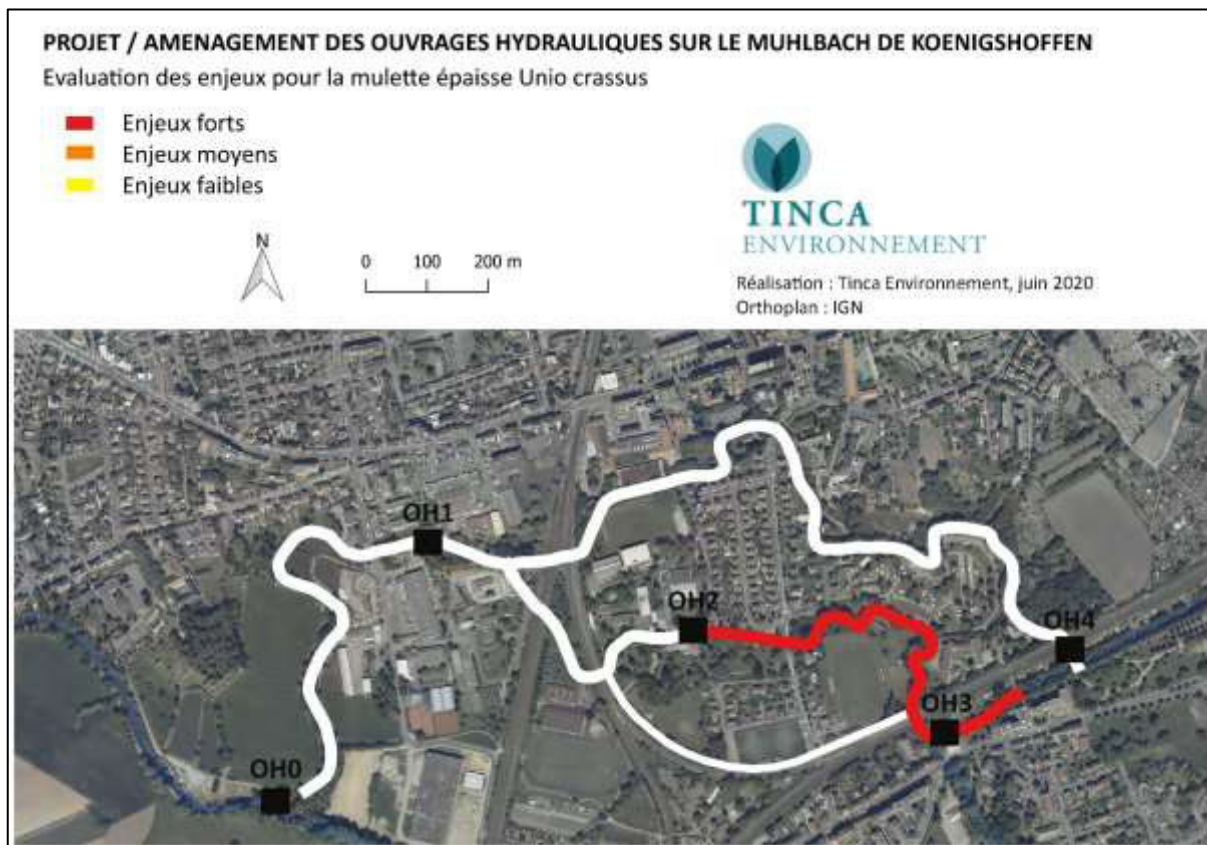 PROJET / AMENAGEMENT DES OUVRAGES HYDRAULIQUES SUR LE MUHLBACH DE KOENIGSHOFFEN
Evaluation des enjeux pour la mulette épaisse Unio crassus
Enjeux forts
Enjeux moyens
Enjeux faibles
N
0 100 200 m
TINCA
ENVIRONNEMENT
Réalisation : Tinca Environnement, juin 2020
Orthoplan : IGN
OH1
OH2
OH4
OH3
OH0